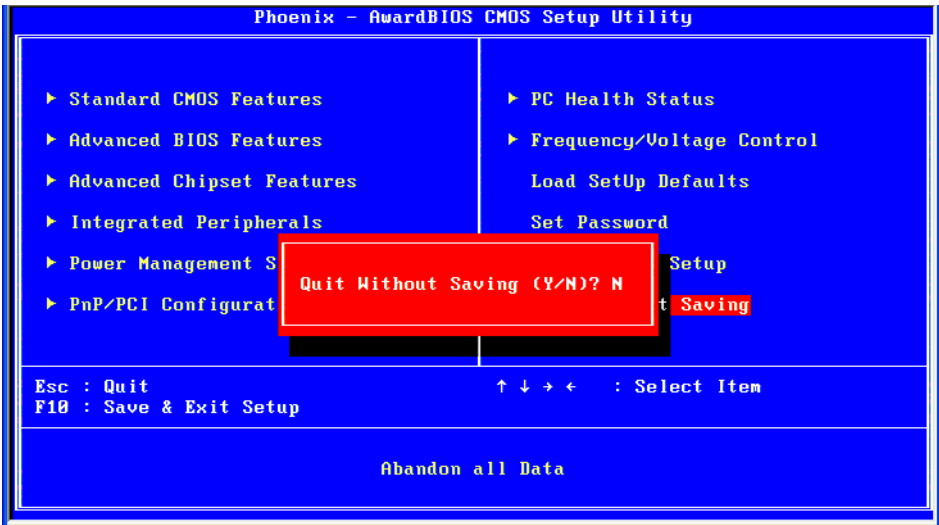 Phoenix - AwardBIOS CMOS Setup Utility
► Standard CMOS Features
► Advanced BIOS Features
► Advanced Chipset Features
► Integrated Peripherals
► Power Management S
► PnP/PCI Configurat
► PC Health Status
► Frequency/Voltage Control
Load SetUp Defaults
Set Password
Setup
t Saving
Quit Without Saving (Y/N)? N
Esc : Quit
F10 : Save & Exit Setup
↑ ↓ → ← : Select Item
Abandon all Data